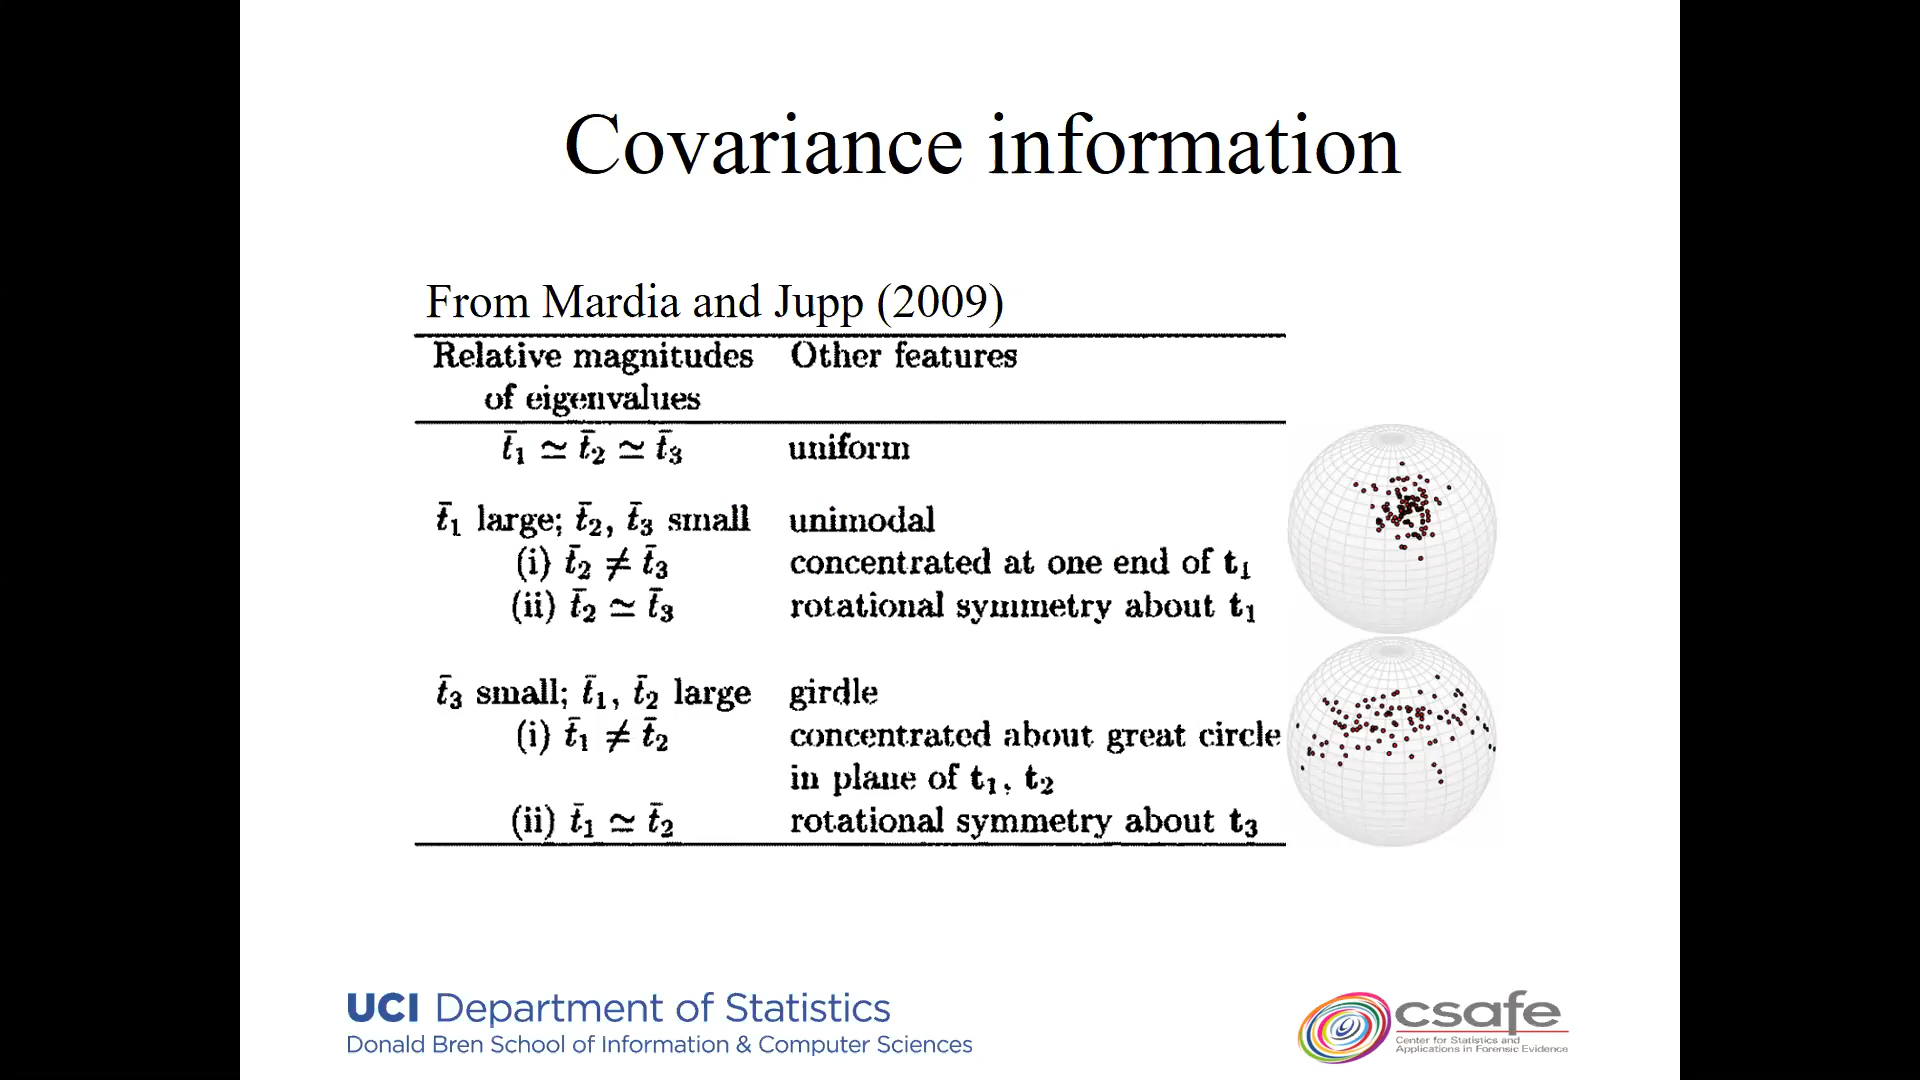 Covariance information
From Mardia and Jupp (2009)
Relative magnitudes of eigenvalues Other features
t̄₁ ≃ t̄₂ ≃ t̄₃ uniform
t̄₁ large; t̄₂, t̄₃ small unimodal
(i) t̄₂ ≠ t̄₃ concentrated at one end of t₁
(ii) t̄₂ ≃ t̄₃ rotational symmetry about t₁
t̄₃ small; t̄₁, t̄₂ large girdle
(i) t̄₁ ≠ t̄₂ concentrated about great circle
in plane of t₁, t₂
(ii) t̄₁ ≃ t̄₂ rotational symmetry about t₃
UCI Department of Statistics
Donald Bren School of Information & Computer Sciences
csafe
Center for Statistics and
Applications in Forensic Evidence